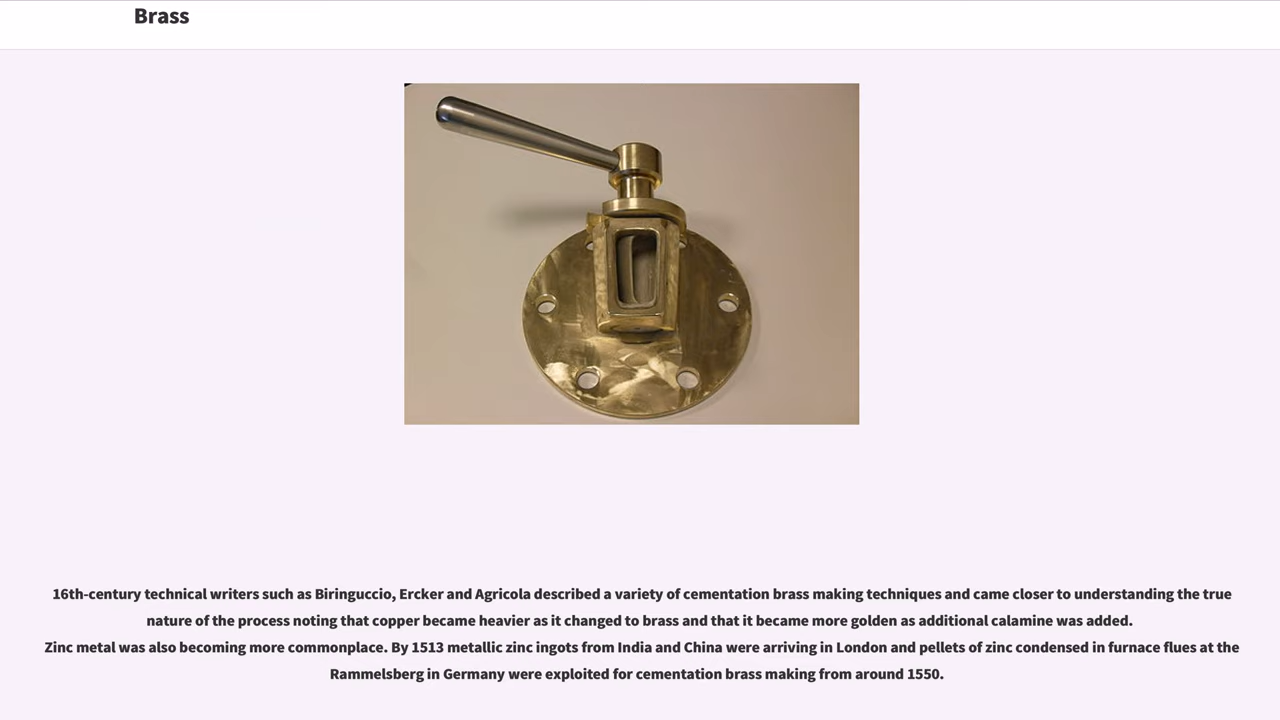 Brass
16th-century technical writers such as Biringuccio, Ercker and Agricola described a variety of cementation brass making techniques and came closer to understanding the true
nature of the process noting that copper became heavier as it changed to brass and that it became more golden as additional calamine was added.
Zinc metal was also becoming more commonplace. By 1513 metallic zinc ingots from India and China were arriving in London and pellets of zinc condensed in furnace flues at the
Rammelsberg in Germany were exploited for cementation brass making from around 1550.